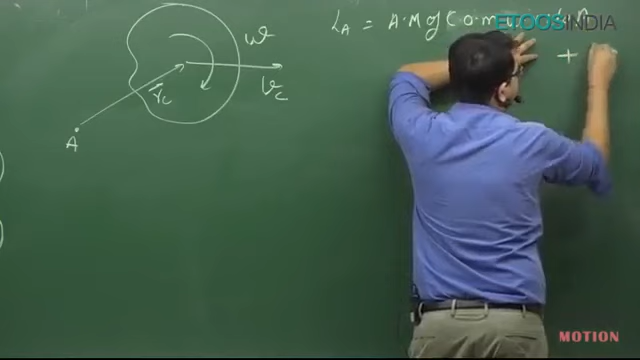 L_A = A.M of C.O.M
ETOOSINDIA
+
ω
v_c
r_c
A
MOTION